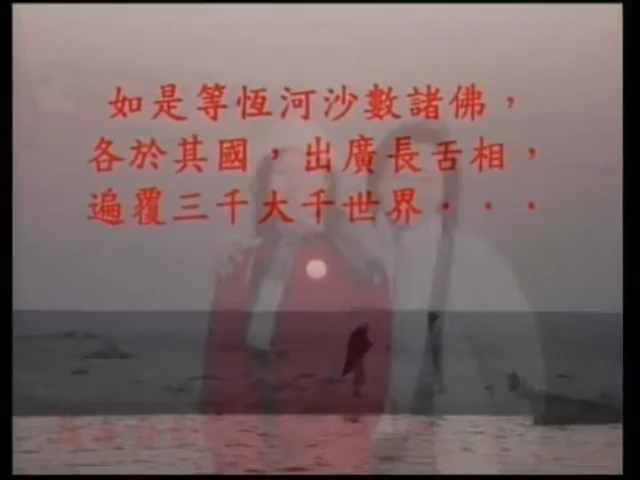 如是等恆河沙數諸佛，
各於其國，出廣長舌相，
遍覆三千大千世界．．．